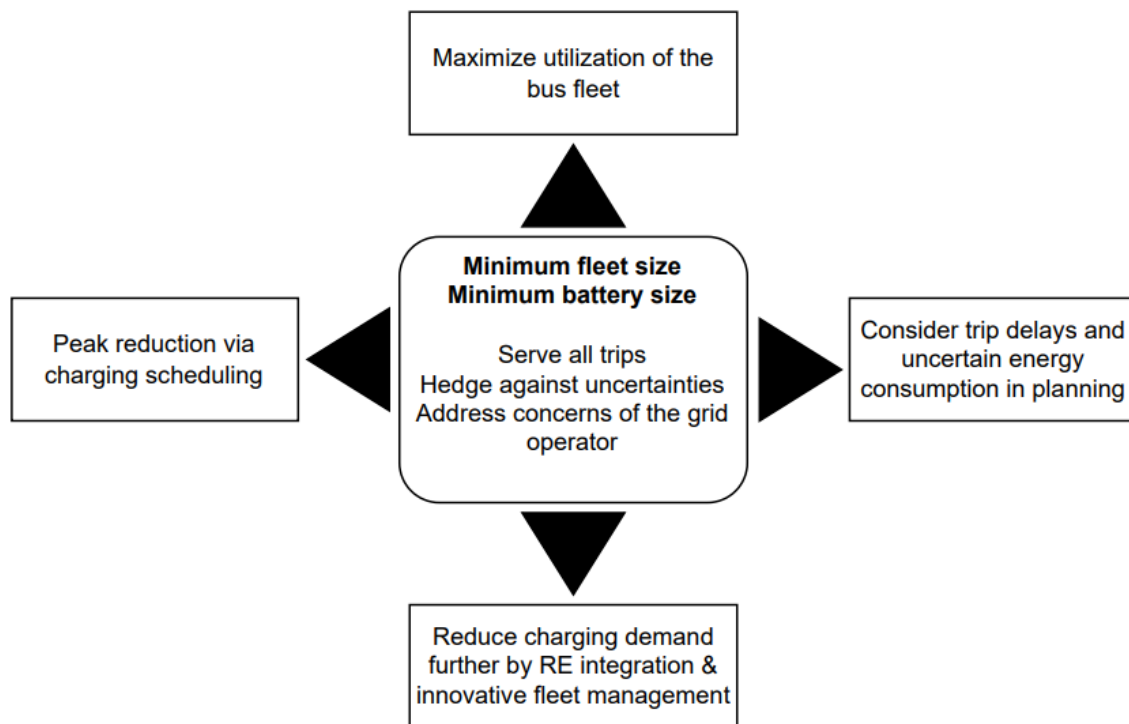 Maximize utilization of the
bus fleet
Minimum fleet size
Minimum battery size
Serve all trips
Hedge against uncertainties
Address concerns of the grid
operator
Peak reduction via
charging scheduling
Consider trip delays and
uncertain energy
consumption in planning
Reduce charging demand
further by RE integration &
innovative fleet management